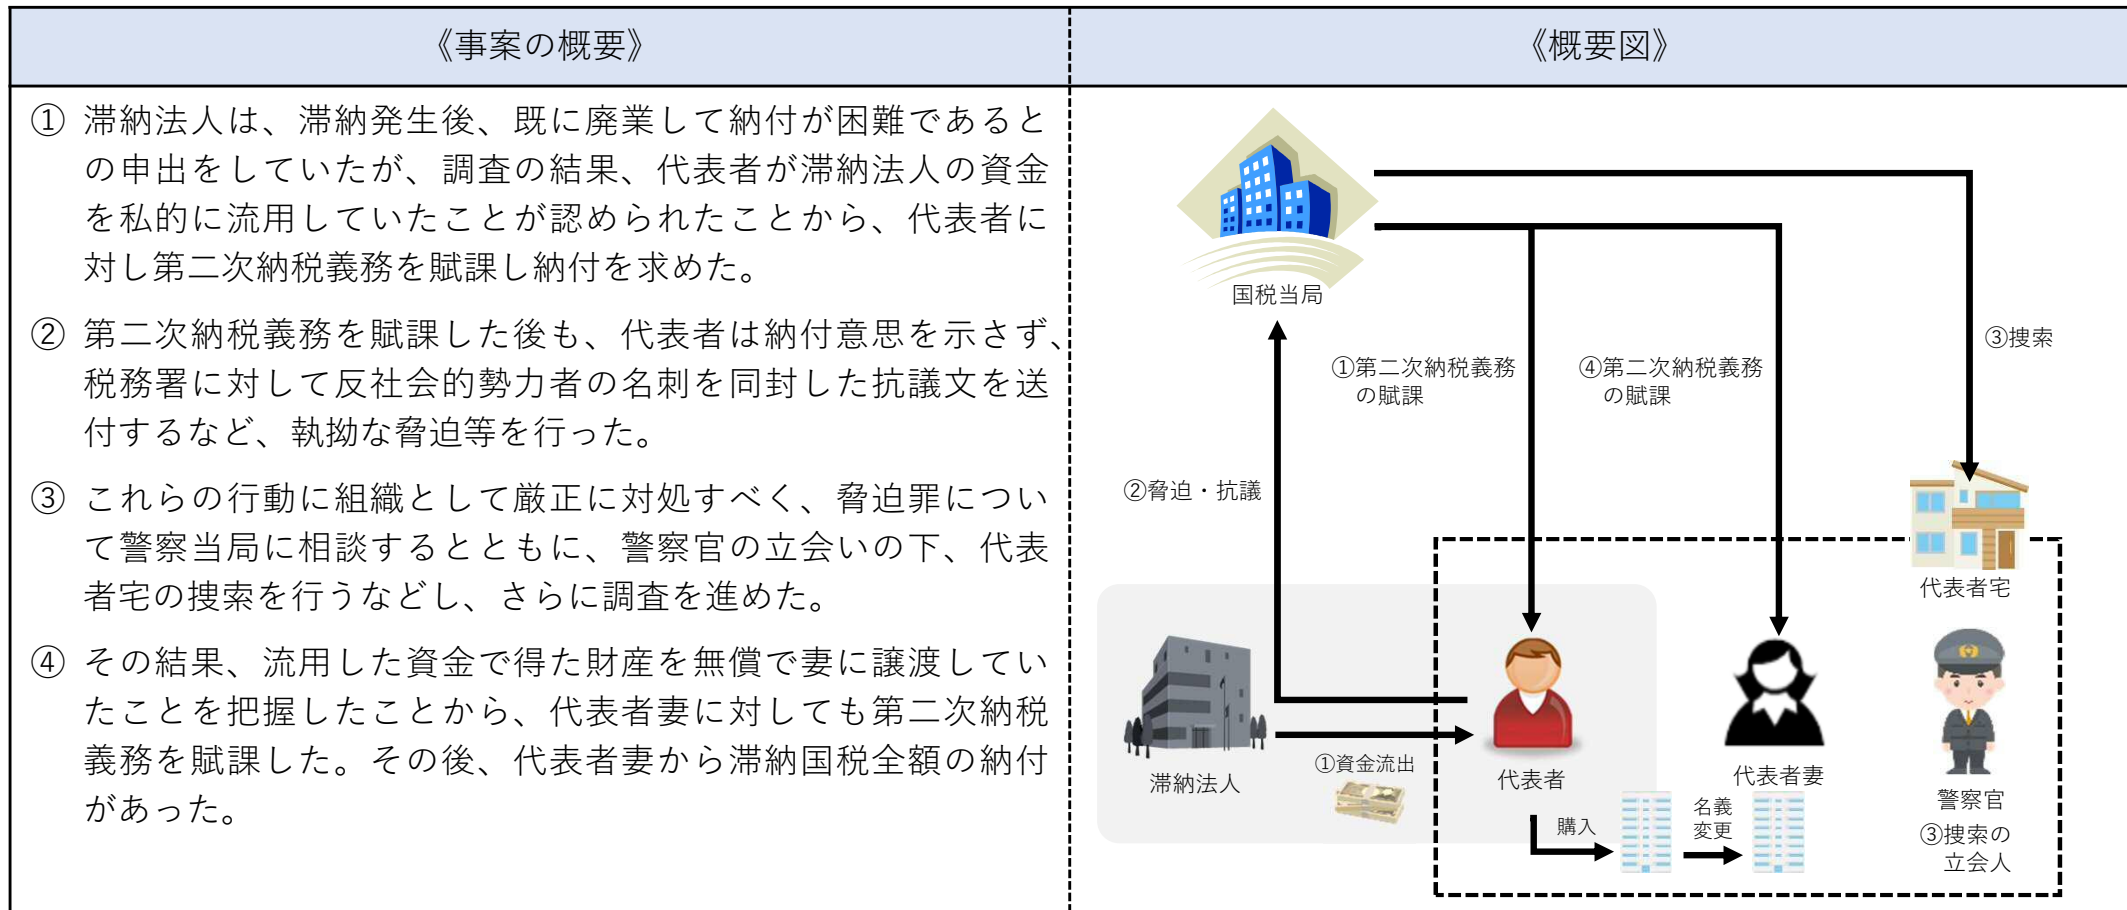 《事案の概要》
《概要図》
① 滞納法人は、滞納発生後、既に廃業して納付が困難であると
の申出をしていたが、調査の結果、代表者が滞納法人の資金
を私的に流用していたことが認められたことから、代表者に
対し第二次納税義務を賦課し納付を求めた。
② 第二次納税義務を賦課した後も、代表者は納付意思を示さず、
税務署に対して反社会的勢力者の名刺を同封した抗議文を送
付するなど、執拗な脅迫等を行った。
③ これらの行動に組織として厳正に対処すべく、脅迫罪につい
て警察当局に相談するとともに、警察官の立会いの下、代表
者宅の捜索を行うなどし、さらに調査を進めた。
④ その結果、流用した資金で得た財産を無償で妻に譲渡してい
たことを把握したことから、代表者妻に対しても第二次納税
義務を賦課した。その後、代表者妻から滞納国税全額の納付
があった。
国税当局
③捜索
①第二次納税義務
の賦課
④第二次納税義務
の賦課
②脅迫・抗議
代表者宅
滞納法人
①資金流出
代表者
代表者妻
警察官
③捜索の
立会人
購入
名義
変更